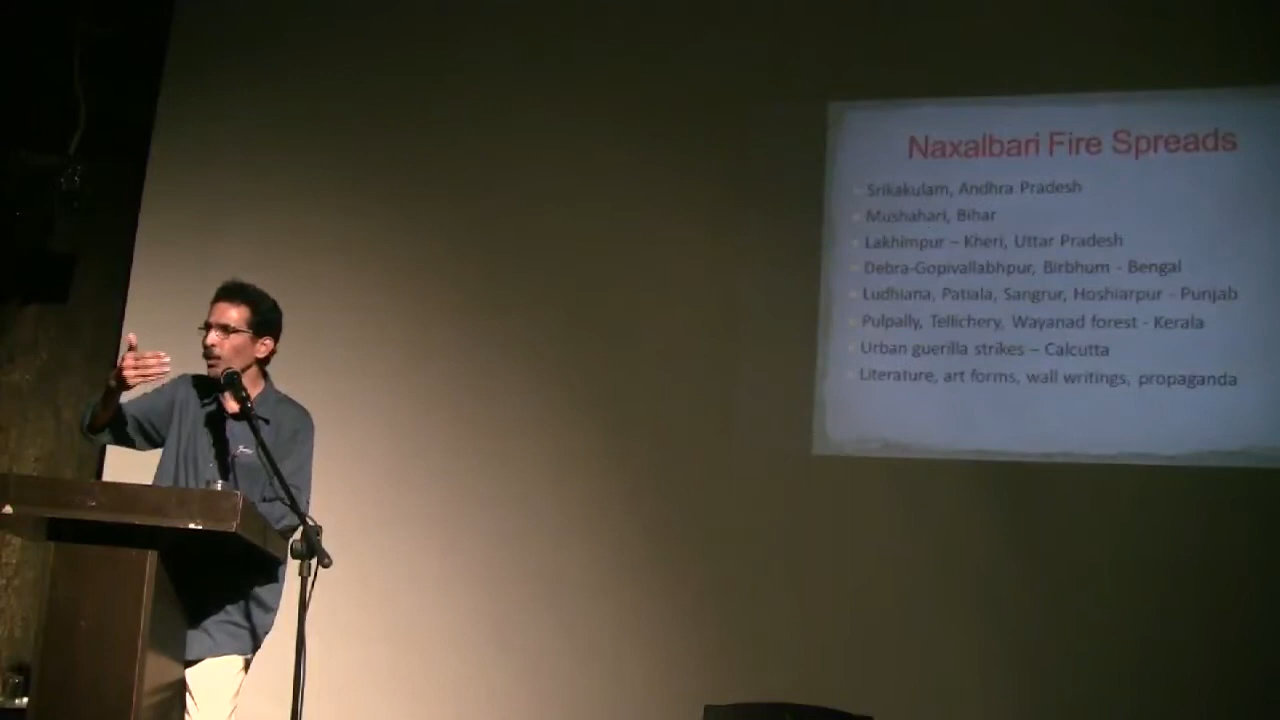 Naxalbari Fire Spreads
Srikakulam, Andhra Pradesh
Mushahari, Bihar
Lakhimpur – Kheri, Uttar Pradesh
Debra-Gopivallabhpur, Birbhum - Bengal
Ludhiana, Patiala, Sangrur, Hoshiarpur - Punjab
Pulpally, Tellichery, Wayanad forest - Kerala
Urban guerilla strikes – Calcutta
Literature, art forms, wall writings, propaganda